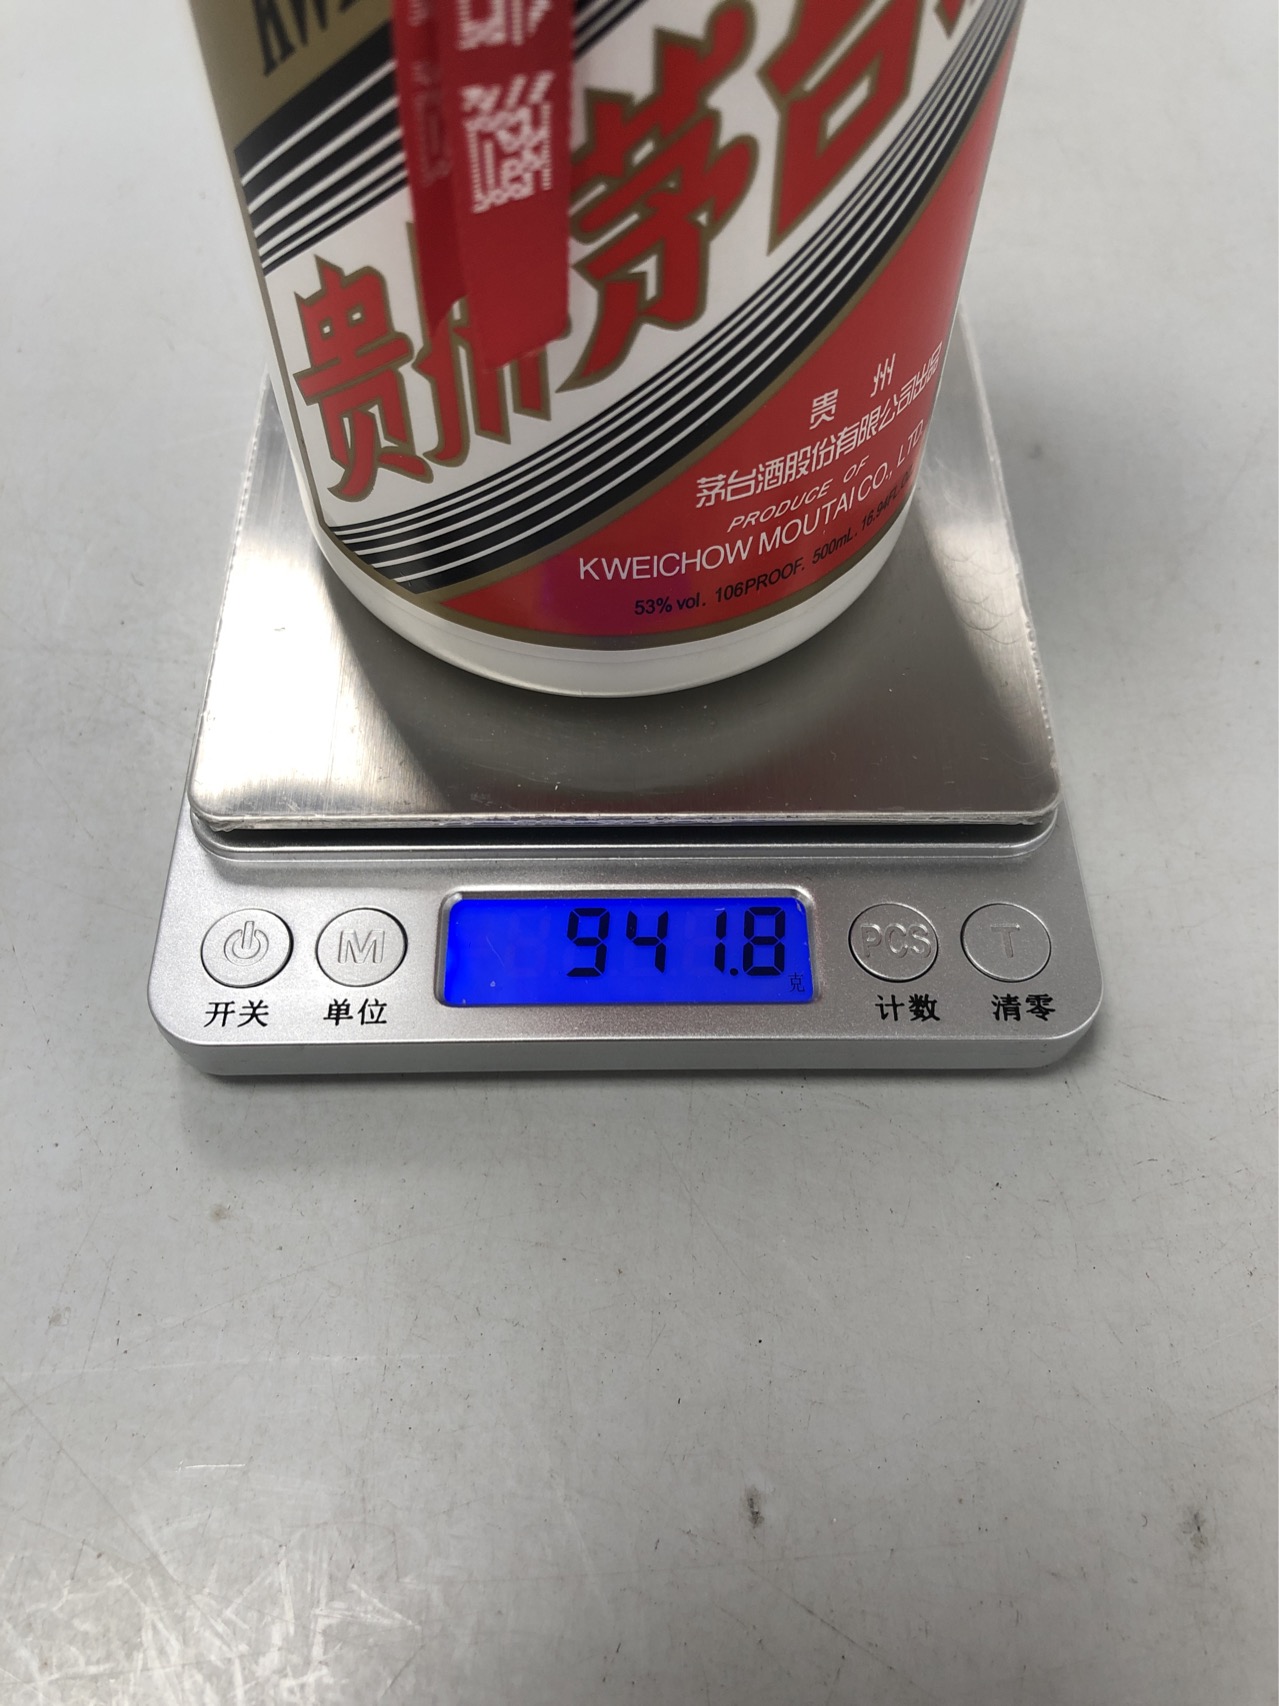 贵州茅台
贵 州
茅台酒股份有限公司出品
PRODUCE OF
KWEICHOW MOUTAI CO., LTD.
53% vol. 106PROOF. 500mL.
941.8
克
M
PCS
T
开关
单位
计数
清零